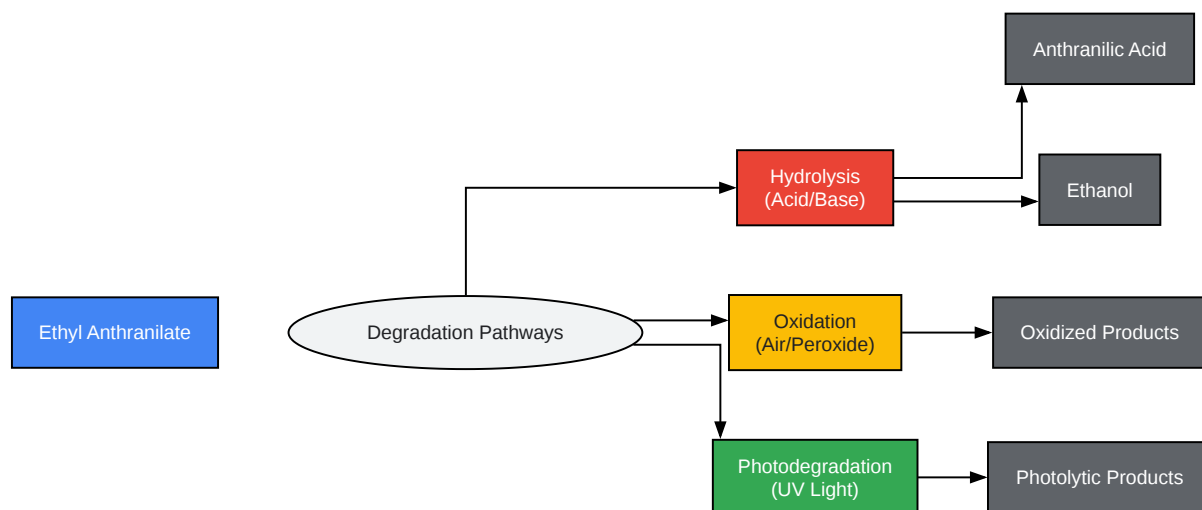 Anthranilic Acid
Hydrolysis
(Acid/Base)
Ethanol
Ethyl Anthranilate
Degradation Pathways
Oxidation
(Air/Peroxide)
Oxidized Products
Photodegradation
(UV Light)
Photolytic Products